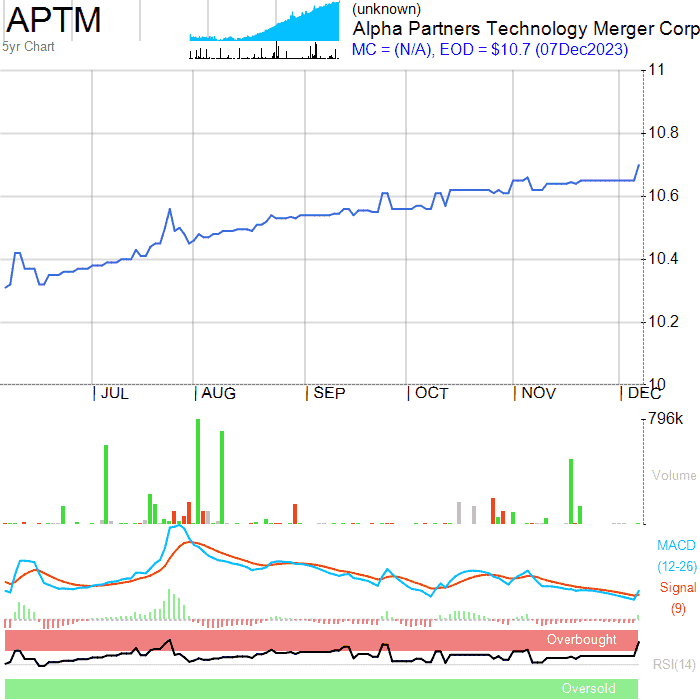 APTM
5yr Chart
(unknown)
Alpha Partners Technology Merger Corp
MC = (N/A), EOD = $10.7 (07Dec2023)
11
10.8
10.6
10.4
10.2
10
JUL AUG SEP OCT NOV DEC
796k
Volume
MACD
(12-26)
Signal
(9)
Overbought
RSI(14)
Oversold